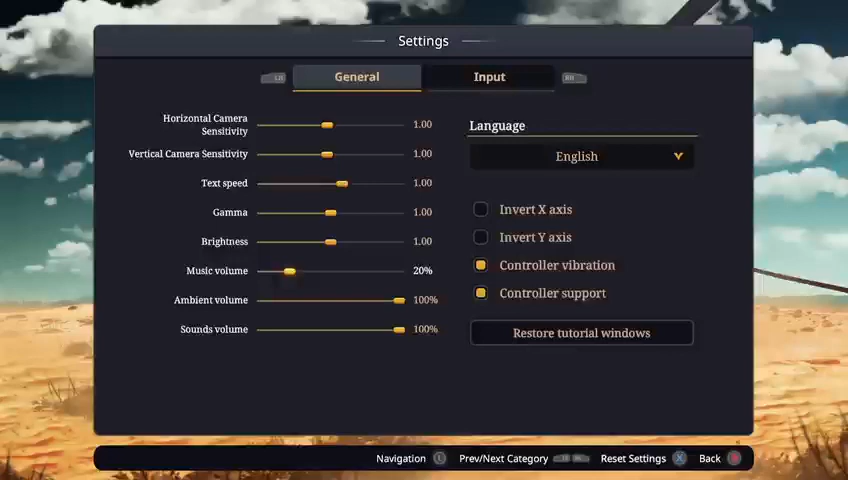 Settings
General
Input
Horizontal Camera
Sensitivity
1.00
Vertical Camera Sensitivity
1.00
Text speed
1.00
Gamma
1.00
Brightness
1.00
Music volume
20%
Ambient volume
100%
Sounds volume
100%
Language
English
Invert X axis
Invert Y axis
Controller vibration
Controller support
Restore tutorial windows
Navigation L Prev/Next Category Reset Settings X Back